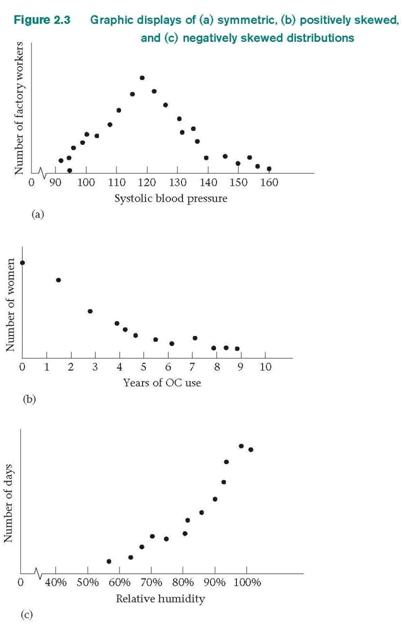 Figure 2.3 Graphic displays of (a) symmetric, (b) positively skewed,
and (c) negatively skewed distributions
Number of factory workers
0 90 100 110 120 130 140 150 160
Systolic blood pressure
(a)
Number of women
0 1 2 3 4 5 6 7 8 9 10
Years of OC use
(b)
Number of days
0 40% 50% 60% 70% 80% 90% 100%
Relative humidity
(c)